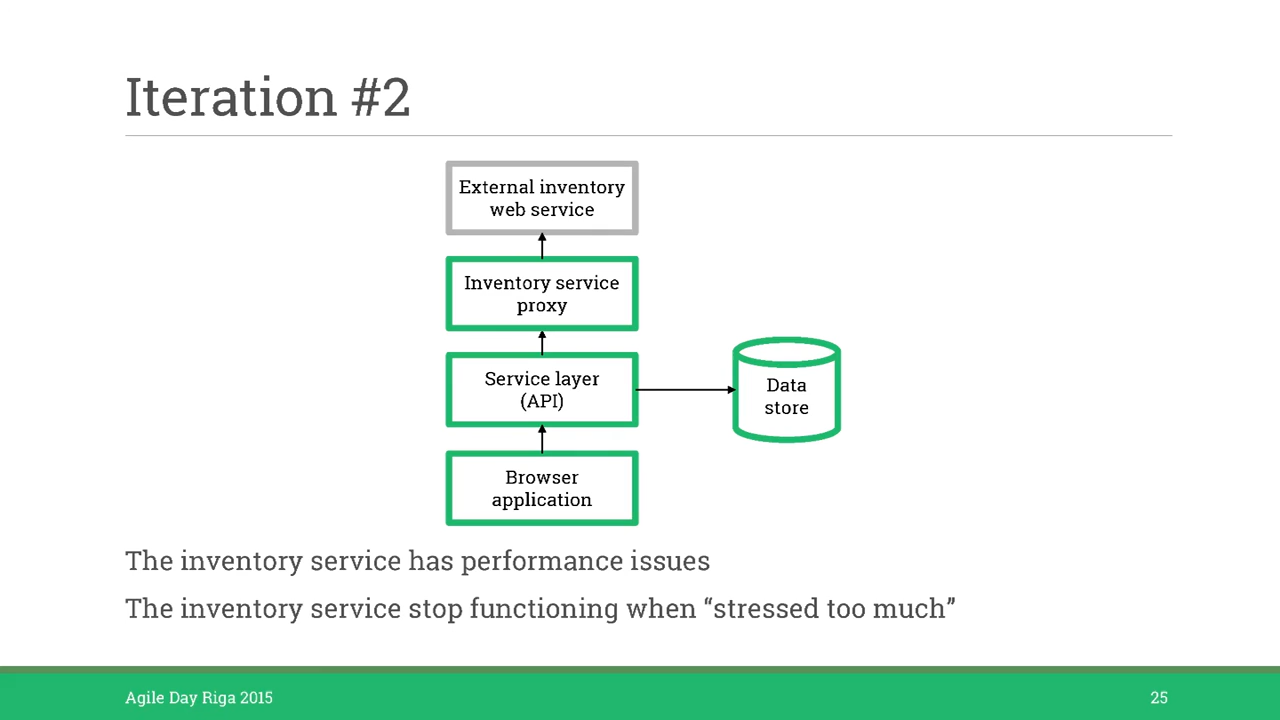 Iteration #2
External inventory
web service
Inventory service
proxy
Service layer
(API)
Data
store
Browser
application
The inventory service has performance issues
The inventory service stop functioning when “stressed too much”
Agile Day Riga 2015
25